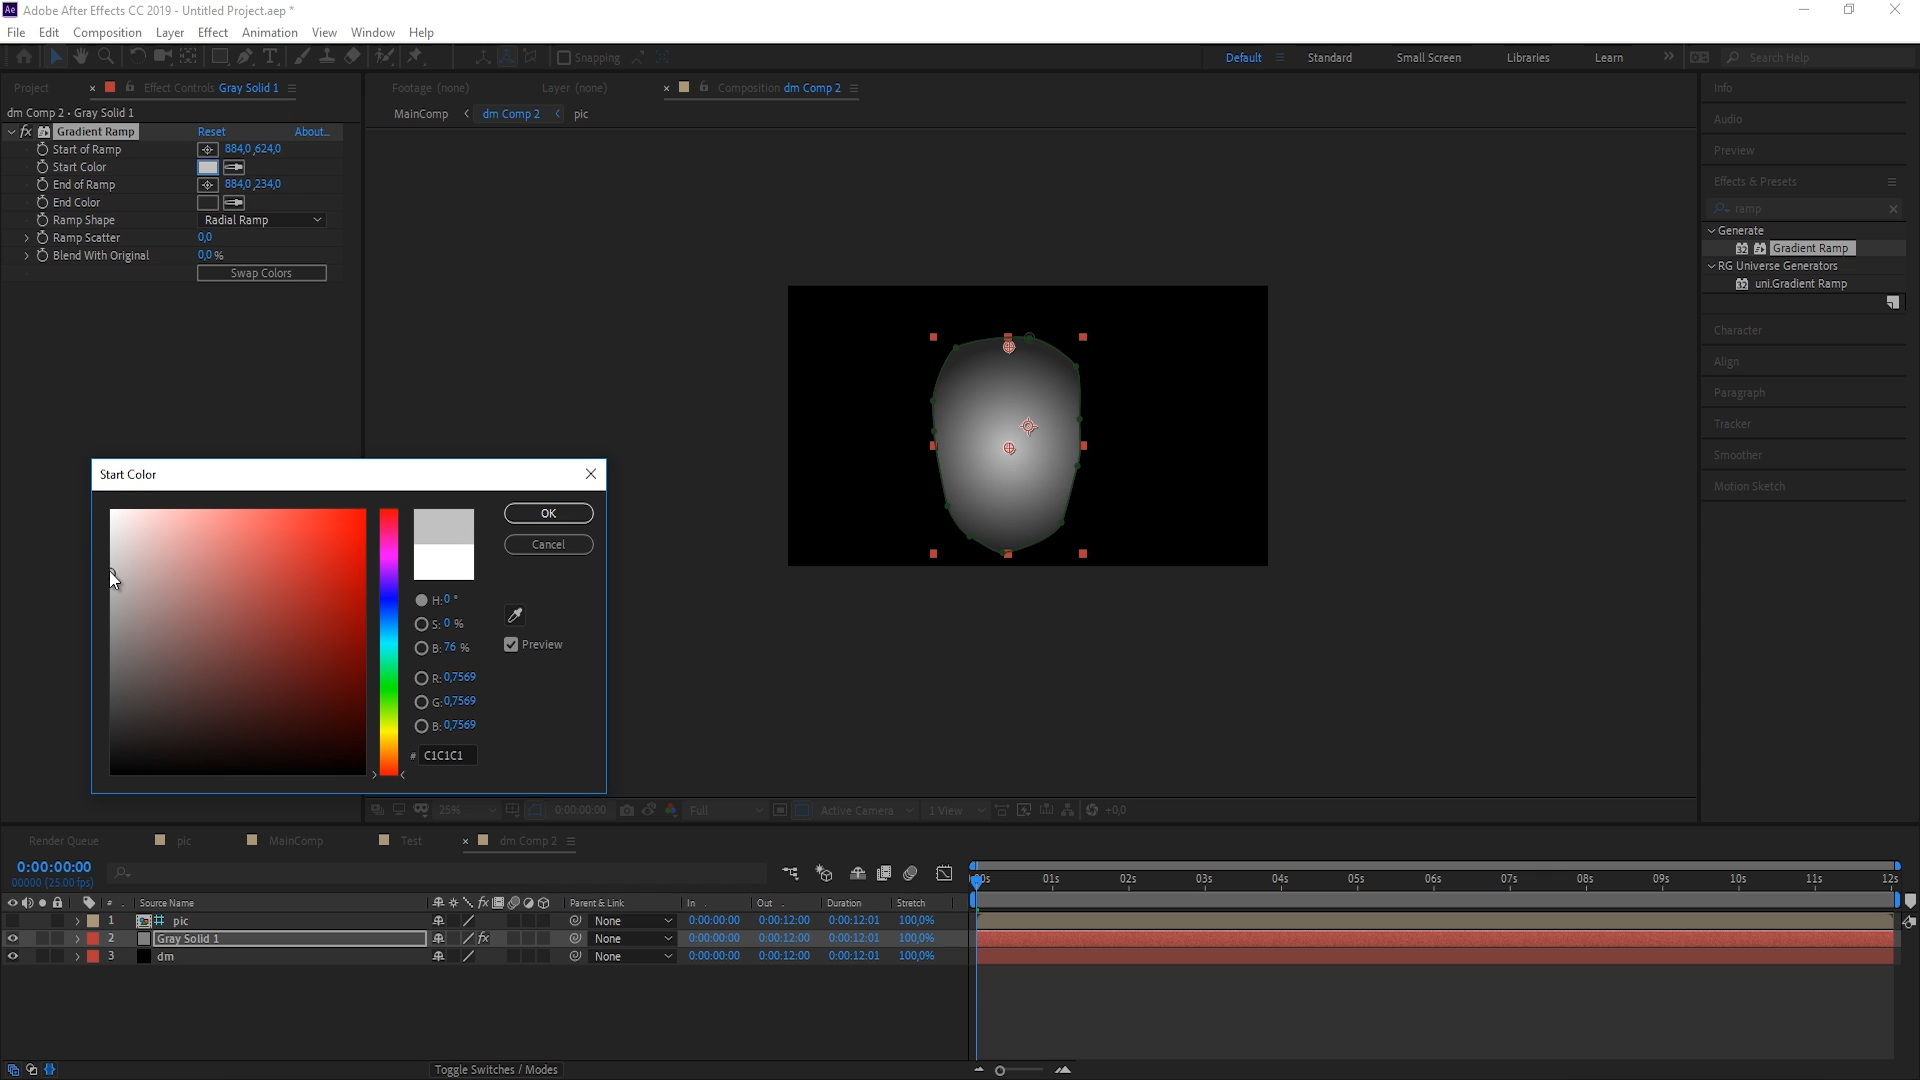 Ae Adobe After Effects CC 2019 - Untitled Project.aep *
File Edit Composition Layer Effect Animation View Window Help
Snapping
Default Standard Small Screen Libraries Learn Search Help
Project Effect Controls Gray Solid 1
Footage (none) Layer (none) Composition dm Comp 2
Info
dm Comp 2 • Gray Solid 1
MainComp dm Comp 2 pic
Audio
fx Gradient Ramp Reset About...
Start of Ramp 884,0 ,624,0
Preview
Start Color
End of Ramp 884,0 ,234,0
Effects & Presets
End Color
ramp
Ramp Shape Radial Ramp
Generate
Ramp Scatter 0,0
32 Gradient Ramp
Blend With Original 0,0 %
RG Universe Generators
Swap Colors
32 uni.Gradient Ramp
Character
Align
Paragraph
Tracker
Smoother
Motion Sketch
Start Color
OK
Cancel
H: 0 °
S: 0 %
B: 76 %
Preview
R: 0,7569
G: 0,7569
B: 0,7569
# C1C1C1
25% 0:00:00:00 Full Active Camera 1 View +0,0
Render Queue pic MainComp Test dm Comp 2
0:00:00:00
00000 (25.00 fps)
01s 02s 03s 04s 05s 06s 07s 08s 09s 10s 11s 12s
# Source Name fx Parent & Link In Out Duration Stretch
1 pic None 0:00:00:00 0:00:12:00 0:00:12:01 100,0%
2 Gray Solid 1 fx None 0:00:00:00 0:00:12:00 0:00:12:01 100,0%
3 dm None 0:00:00:00 0:00:12:00 0:00:12:01 100,0%
Toggle Switches / Modes